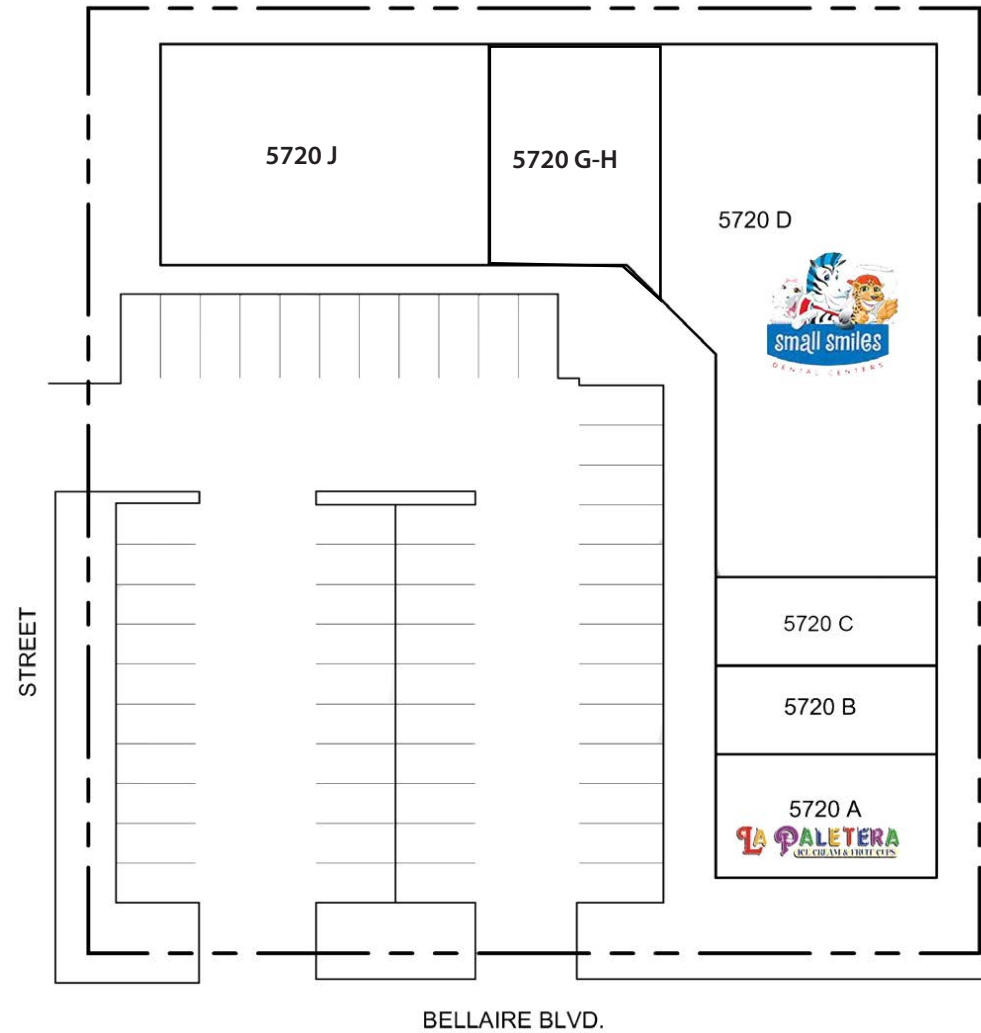 5720 J
5720 G-H
5720 D
small smiles
DENTAL CENTERS
5720 C
STREET
5720 B
5720 A
LA PALETERA
ICE CREAM & FRUIT CUPS
BELLAIRE BLVD.